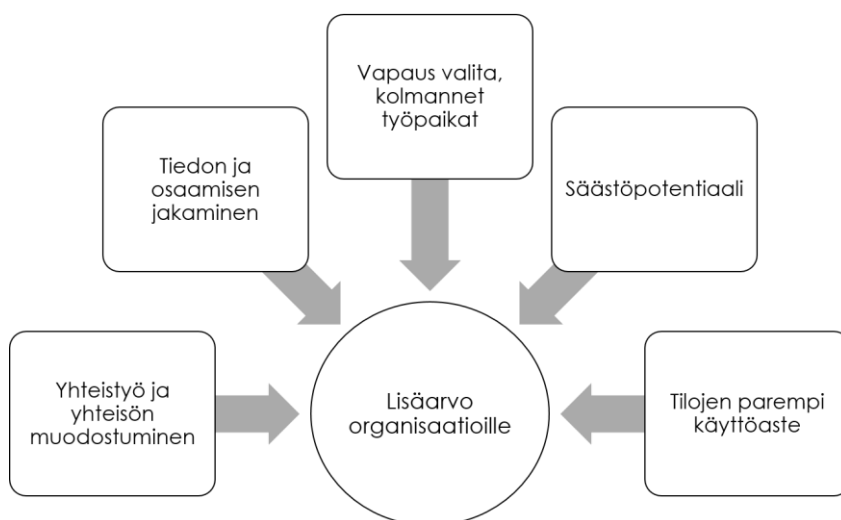 Vapaus valita,
kolmannet
työpaikat
Tiedon ja
osaamisen
jakaminen
Säästöpotentiaali
Yhteistyö ja
yhteisön
muodostuminen
Lisäarvo
organisaatioille
Tilojen parempi
käyttöaste